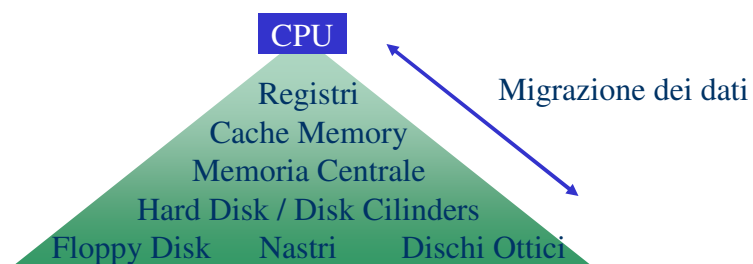 CPU
Migrazione dei dati
Registri
Cache Memory
Memoria Centrale
Hard Disk / Disk Cilinders
Floppy Disk Nastri Dischi Ottici